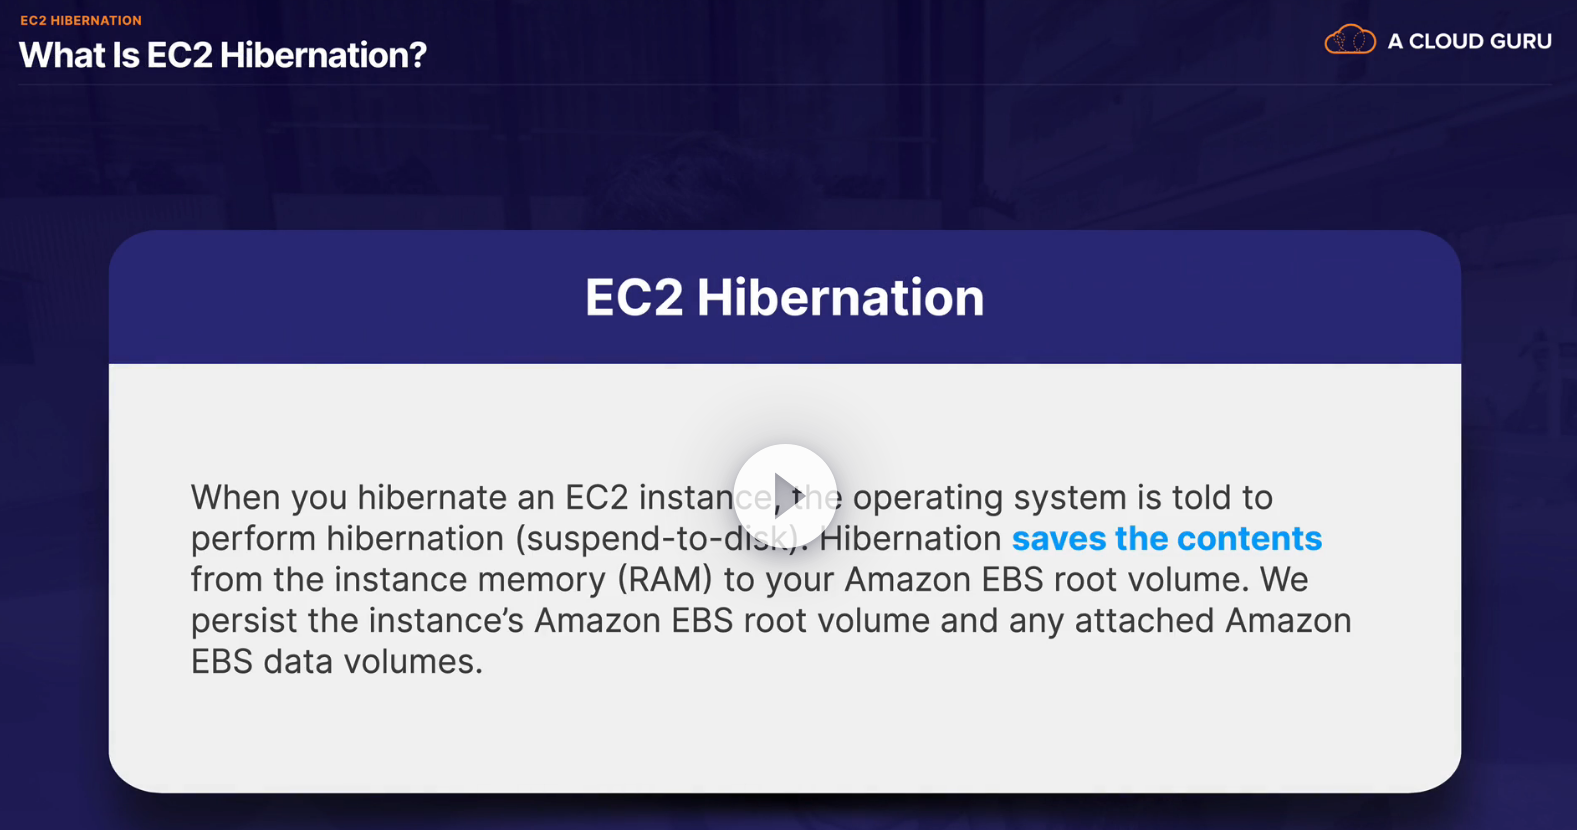 EC2 HIBERNATION
What Is EC2 Hibernation?
A CLOUD GURU
EC2 Hibernation
When you hibernate an EC2 instance, the operating system is told to
perform hibernation (suspend-to-disk). Hibernation saves the contents
from the instance memory (RAM) to your Amazon EBS root volume. We
persist the instance’s Amazon EBS root volume and any attached Amazon
EBS data volumes.